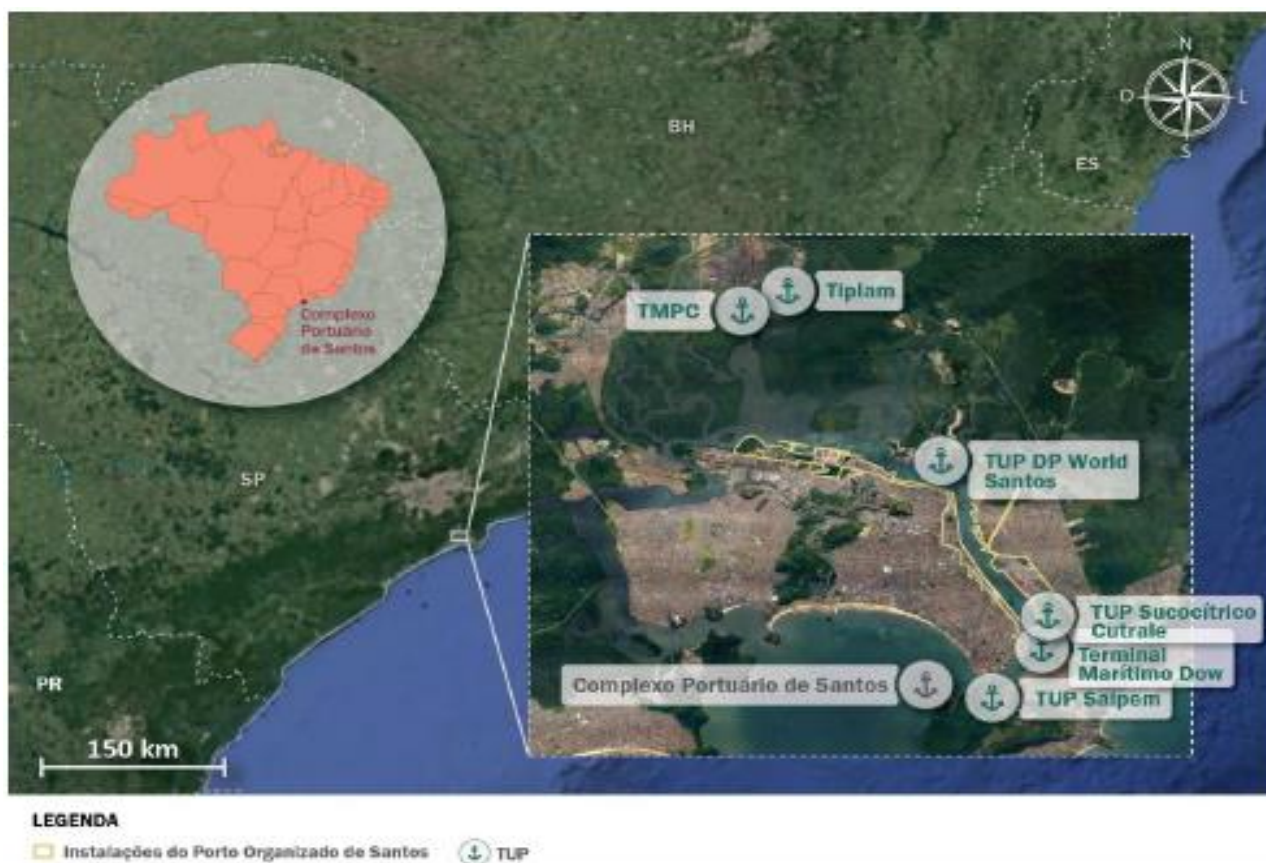 N
O
L
S
BH
ES
Complexo
Portuário
de Santos
TMPC
Tiplam
SP
TUP DP World
Santos
TUP Sucocítrico
Cutrale
Terminal
Marítimo Dow
Complexo Portuário de Santos
TUP Saipem
PR
150 km
LEGENDA
Instalações do Porto Organizado de Santos
TUP